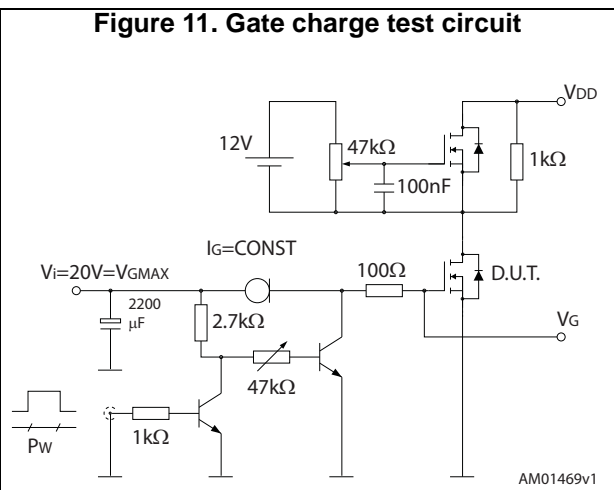 Figure 11. Gate charge test circuit
VDD
12V
47kΩ
1kΩ
100nF
IG=CONST
Vi=20V=VGMAX
100Ω
D.U.T.
2200
μF
2.7kΩ
VG
47kΩ
1kΩ
PW
AM01469v1